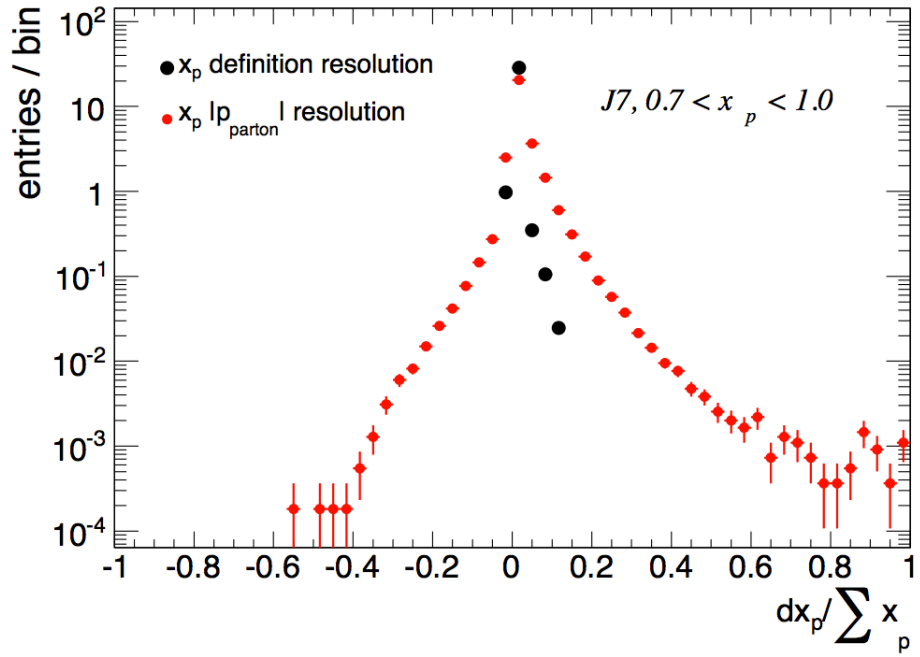 entries / bin
10²
10
1
10⁻¹
10⁻²
10⁻³
10⁻⁴
x_p definition resolution
x_p |p_parton| resolution
J7, 0.7 < x_p < 1.0
-1 -0.8 -0.6 -0.4 -0.2 0 0.2 0.4 0.6 0.8 1
dx_p/∑ x_p